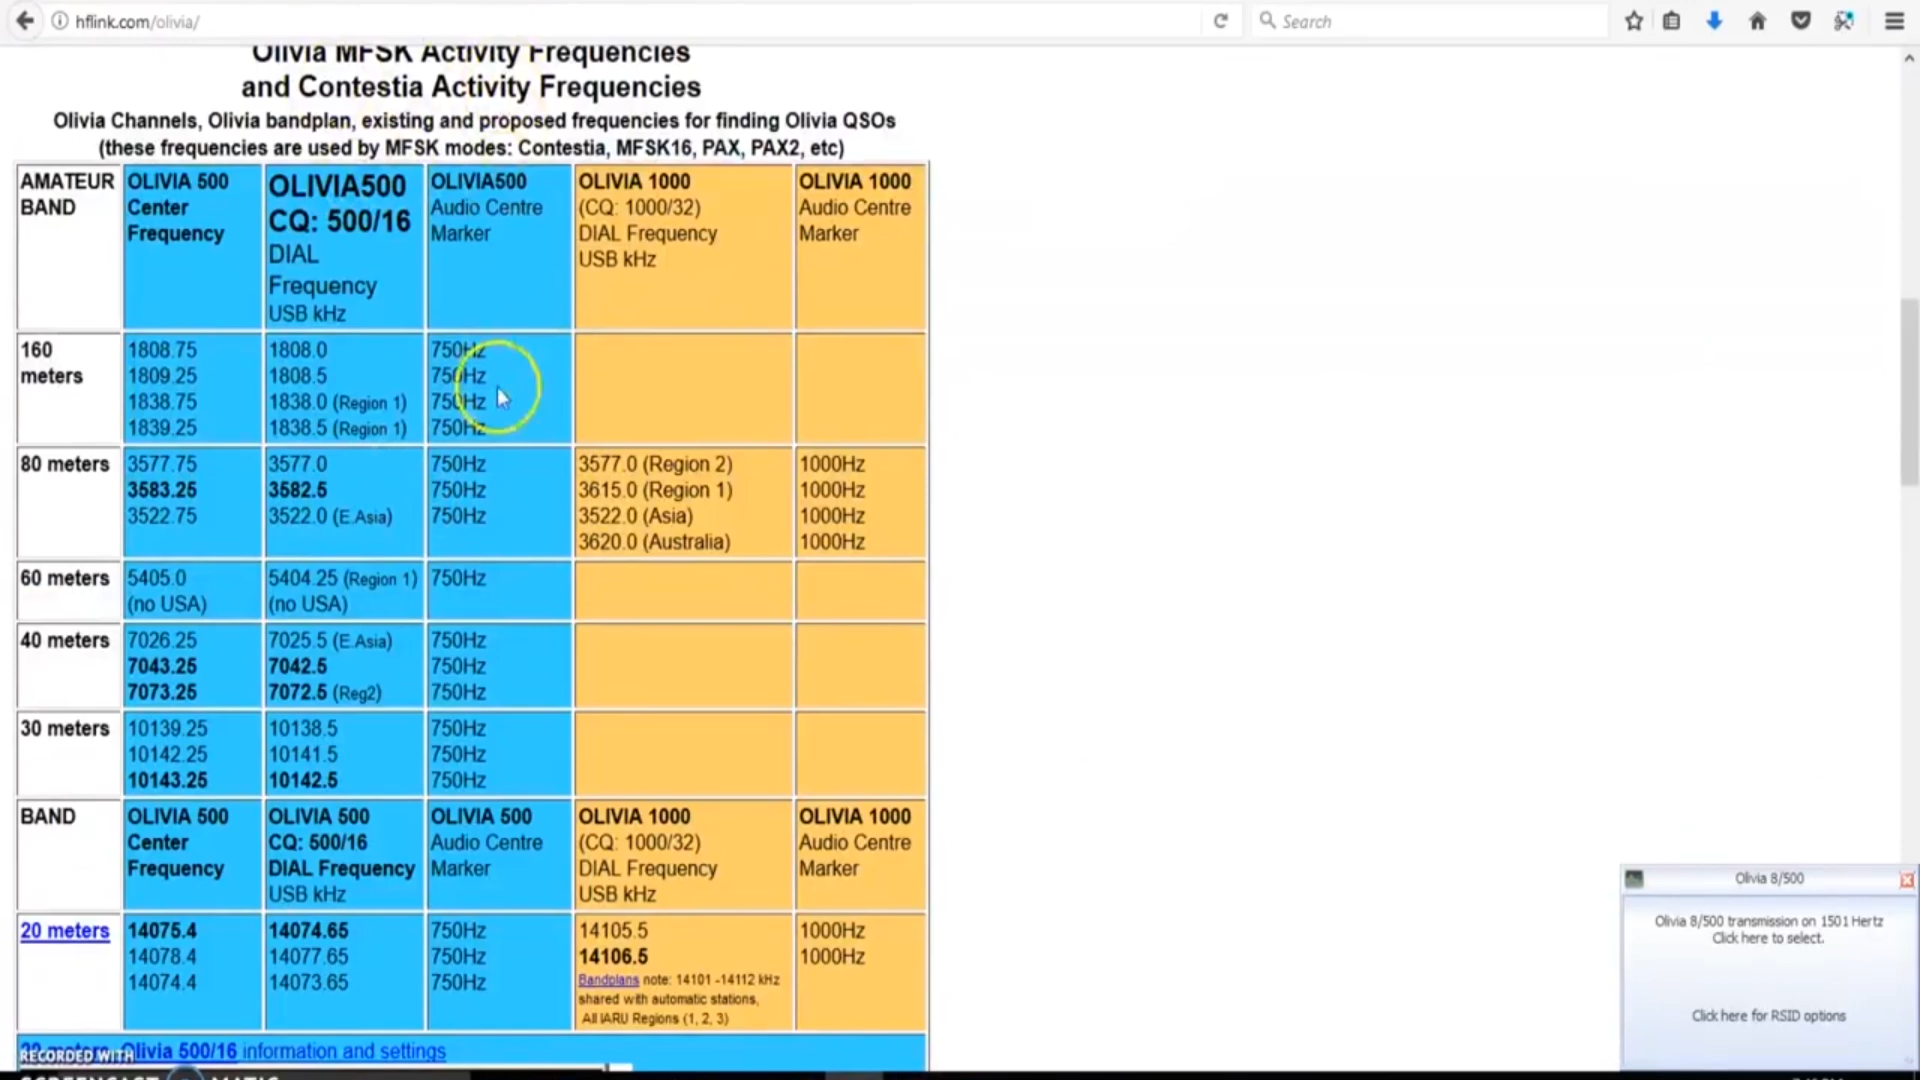 hflink.com/olivia/
Search
Olivia MFSK Activity Frequencies
and Contestia Activity Frequencies
Olivia Channels, Olivia bandplan, existing and proposed frequencies for finding Olivia QSOs
(these frequencies are used by MFSK modes: Contestia, MFSK16, PAX, PAX2, etc)
AMATEUR
BAND
OLIVIA 500
Center
Frequency
OLIVIA500
CQ: 500/16
DIAL
Frequency
USB kHz
OLIVIA500
Audio Centre
Marker
OLIVIA 1000
(CQ: 1000/32)
DIAL Frequency
USB kHz
OLIVIA 1000
Audio Centre
Marker
160
meters
1808.75
1809.25
1838.75
1839.25
1808.0
1808.5
1838.0 (Region 1)
1838.5 (Region 1)
750Hz
750Hz
750Hz
750Hz
80 meters
3577.75
3583.25
3522.75
3577.0
3582.5
3522.0 (E.Asia)
750Hz
750Hz
750Hz
3577.0 (Region 2)
3615.0 (Region 1)
3522.0 (Asia)
3620.0 (Australia)
1000Hz
1000Hz
1000Hz
1000Hz
60 meters
5405.0
(no USA)
5404.25 (Region 1)
(no USA)
750Hz
40 meters
7026.25
7043.25
7073.25
7025.5 (E.Asia)
7042.5
7072.5 (Reg2)
750Hz
750Hz
750Hz
30 meters
10139.25
10142.25
10143.25
10138.5
10141.5
10142.5
750Hz
750Hz
750Hz
BAND
OLIVIA 500
Center
Frequency
OLIVIA 500
CQ: 500/16
DIAL Frequency
USB kHz
OLIVIA 500
Audio Centre
Marker
OLIVIA 1000
(CQ: 1000/32)
DIAL Frequency
USB kHz
OLIVIA 1000
Audio Centre
Marker
20 meters
14075.4
14078.4
14074.4
14074.65
14077.65
14073.65
750Hz
750Hz
750Hz
14105.5
14106.5
Bandplans note: 14101 -14112 kHz
shared with automatic stations,
All IARU Regions (1, 2, 3)
1000Hz
1000Hz
Olivia 500/16 information and settings
RECORDED WITH
Olivia 8/500
Olivia 8/500 transmission on 1501 Hertz
Click here to select.
Click here for RSID options